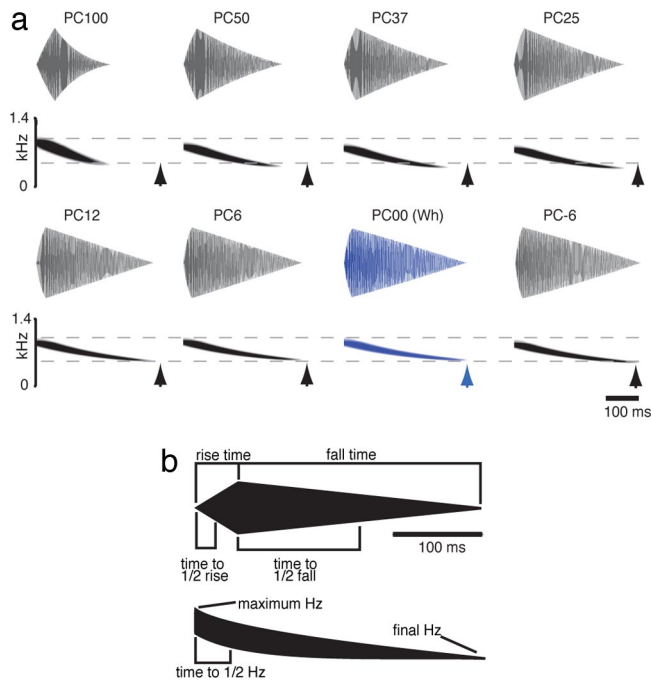 a
PC100 PC50 PC37 PC25
1.4
kHz
0
PC12 PC6 PC00 (Wh) PC-6
1.4
kHz
0
100 ms
b
rise time fall time
100 ms
time to
1/2 rise
time to
1/2 fall
maximum Hz
final Hz
time to 1/2 Hz